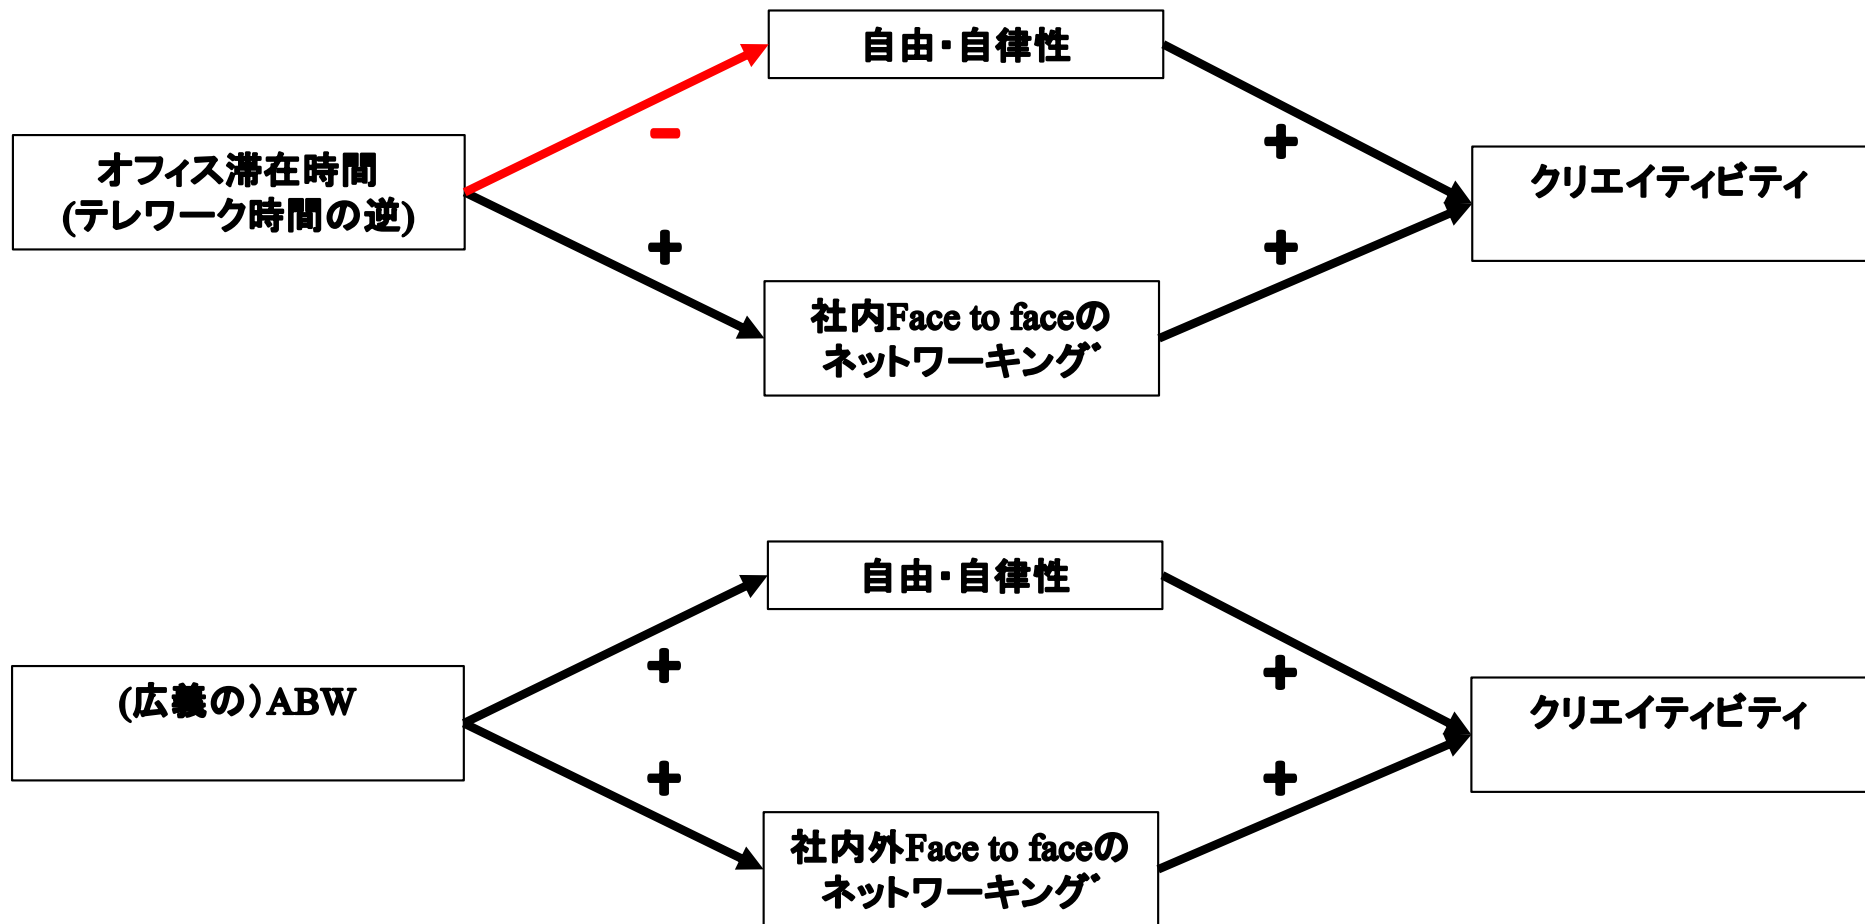 自由・自律性
-
+
オフィス滞在時間
(テレワーク時間の逆)
クリエイティビティ
+
+
社内Face to faceの
ネットワーキング
自由・自律性
+
+
(広義の)ABW
クリエイティビティ
+
+
社内外Face to faceの
ネットワーキング